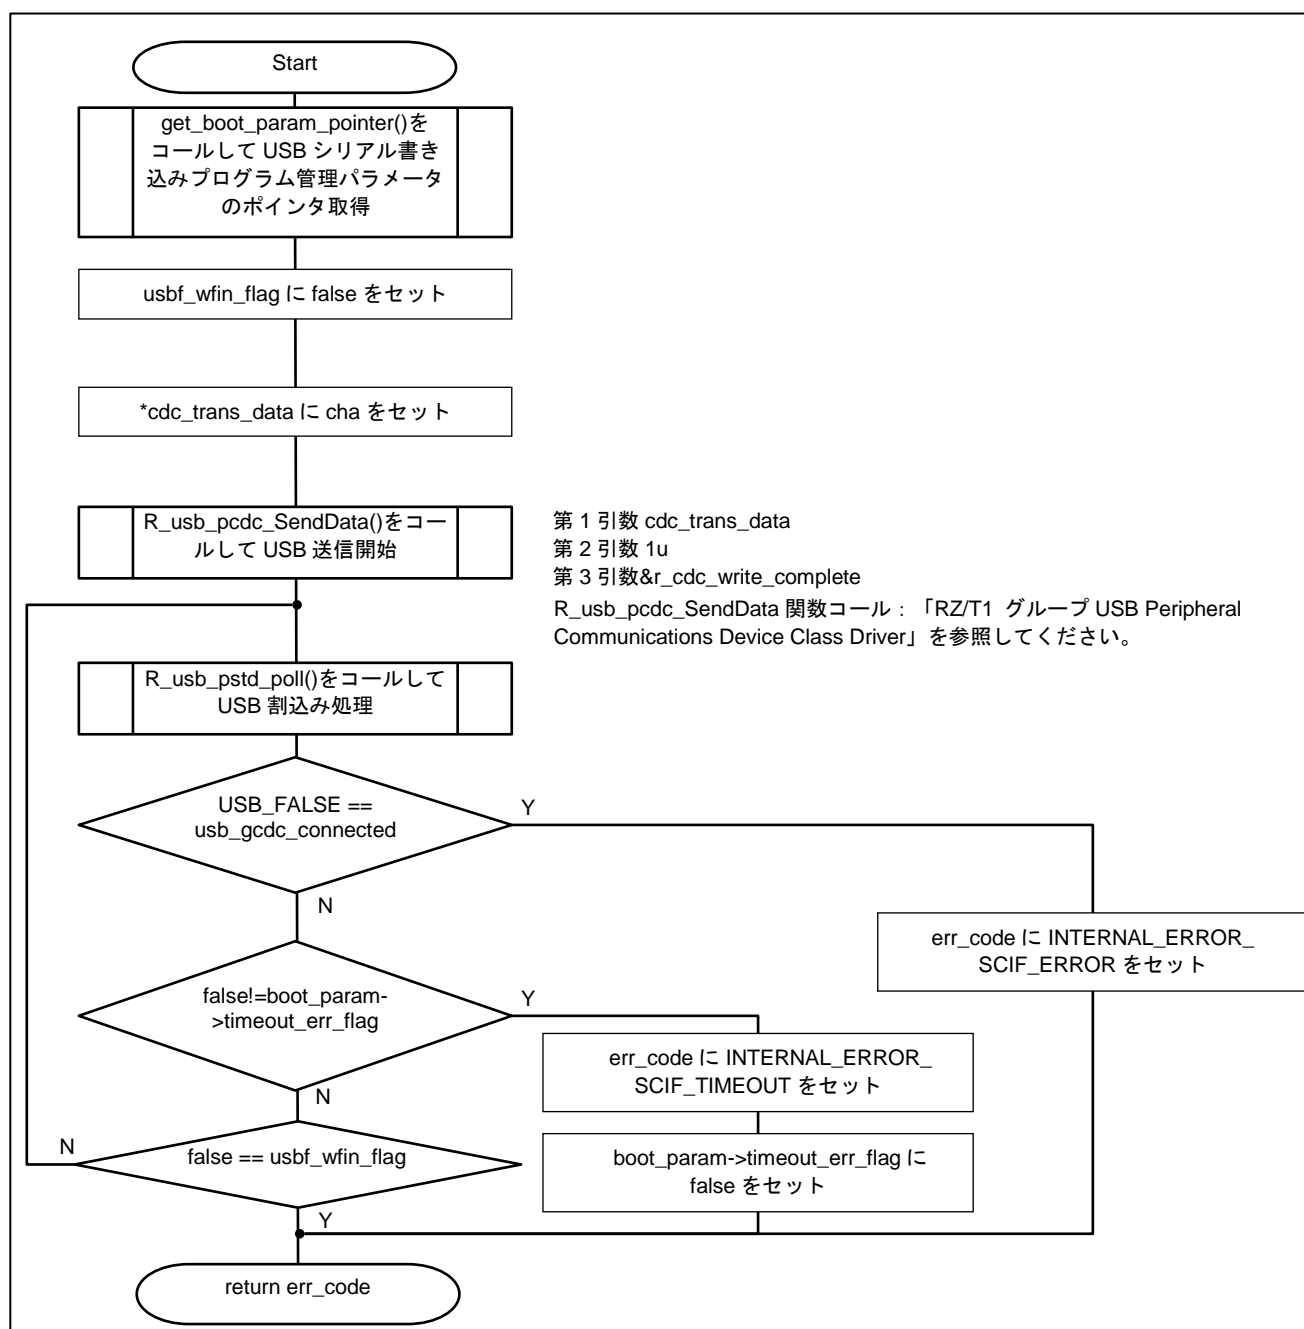 Start
get_boot_param_pointer()を
コールして USB シリアル書き
込みプログラム管理パラメータ
のポインタ取得
usbf_wfin_flag に false をセット
*cdc_trans_data に cha をセット
R_usb_pcdc_SendData()をコー
ルして USB 送信開始
第 1 引数 cdc_trans_data
第 2 引数 1u
第 3 引数&r_cdc_write_complete
R_usb_pcdc_SendData 関数コール：「RZ/T1 グループ USB Peripheral
Communications Device Class Driver」を参照してください。
R_usb_pstd_poll()をコールして
USB 割込み処理
USB_FALSE ==
usb_gcdc_connected
Y
N
err_code に INTERNAL_ERROR_
SCIF_ERROR をセット
false!=boot_param-
>timeout_err_flag
Y
N
err_code に INTERNAL_ERROR_
SCIF_TIMEOUT をセット
boot_param->timeout_err_flag に
false をセット
N
false == usbf_wfin_flag
Y
return err_code